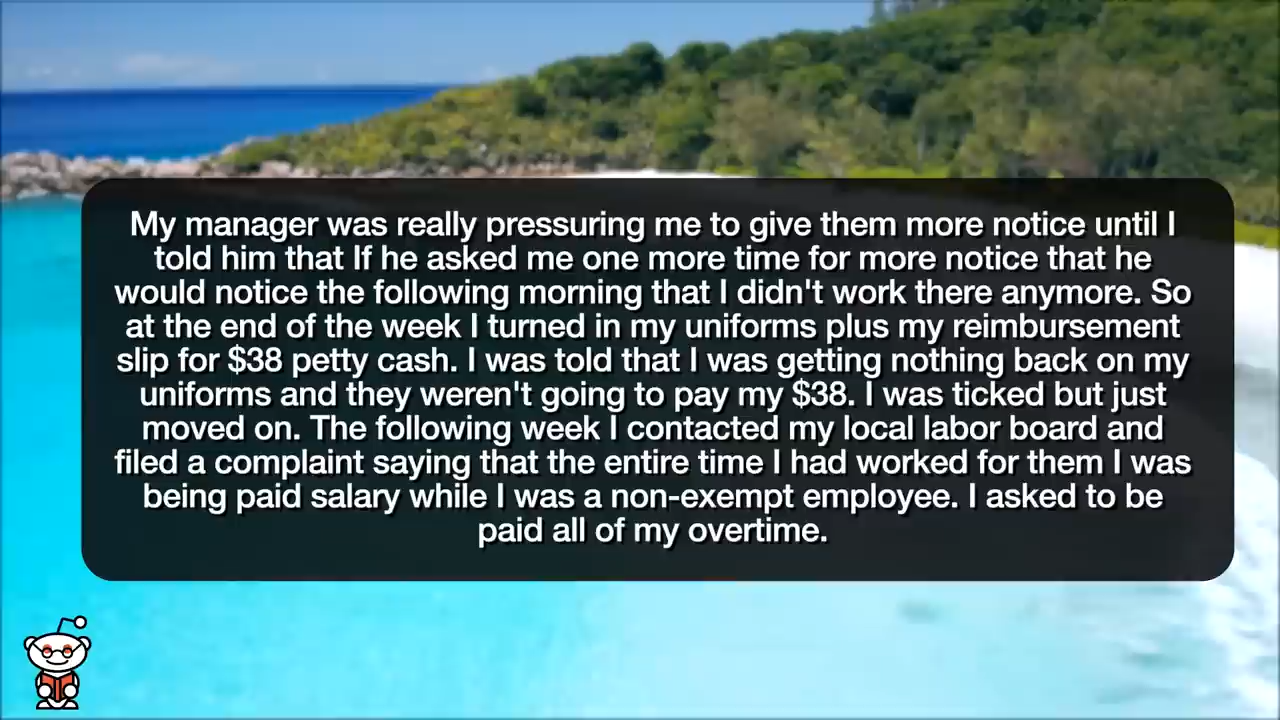 My manager was really pressuring me to give them more notice until I
told him that If he asked me one more time for more notice that he
would notice the following morning that I didn't work there anymore. So
at the end of the week I turned in my uniforms plus my reimbursement
slip for $38 petty cash. I was told that I was getting nothing back on my
uniforms and they weren't going to pay my $38. I was ticked but just
moved on. The following week I contacted my local labor board and
filed a complaint saying that the entire time I had worked for them I was
being paid salary while I was a non-exempt employee. I asked to be
paid all of my overtime.